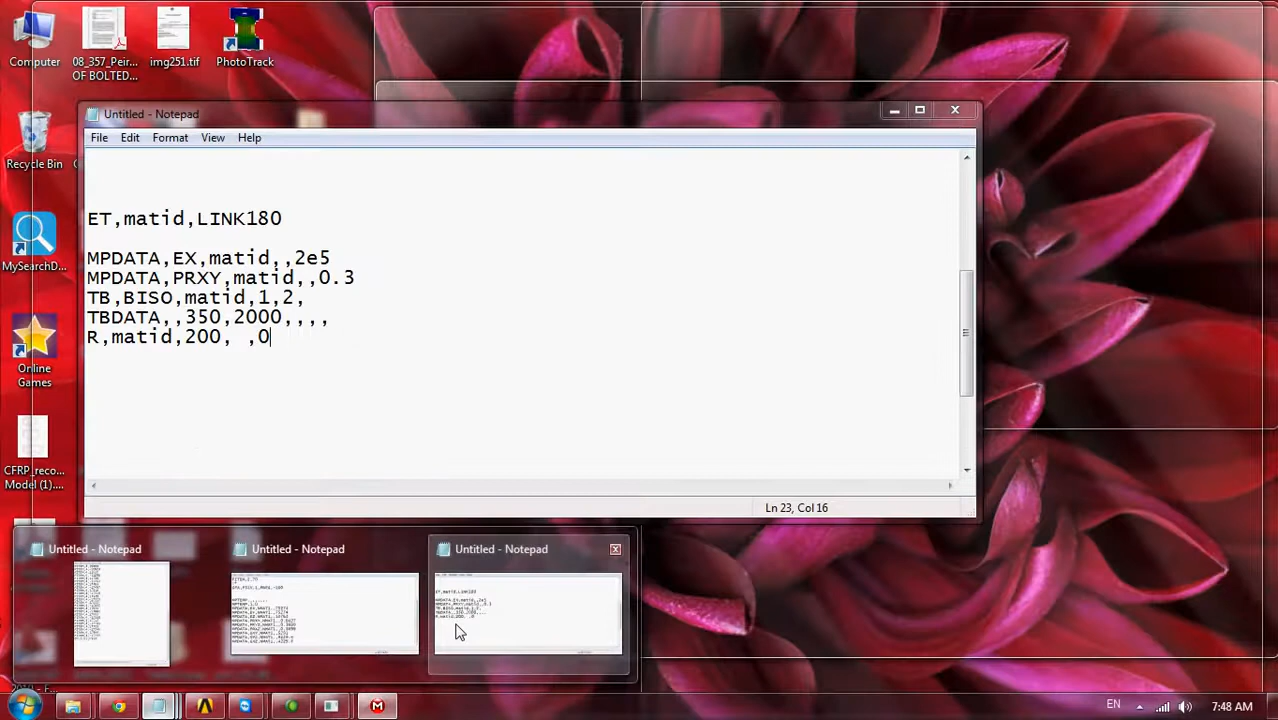 Computer
08_357_Peir...
OF BOLTED...
img251.tif
PhotoTrack
Recycle Bin
MySearchD...
Online
Games
CFRP_reco...
Model (1)....
Untitled - Notepad
File Edit Format View Help
ET,matid,LINK180
MPDATA,EX,matid,,2e5
MPDATA,PRXY,matid,,0.3
TB,BISO,matid,1,2,
TBDATA,,350,2000,,,,
R,matid,200, ,0
Ln 23, Col 16
Untitled - Notepad
Untitled - Notepad
Untitled - Notepad
EN
7:48 AM